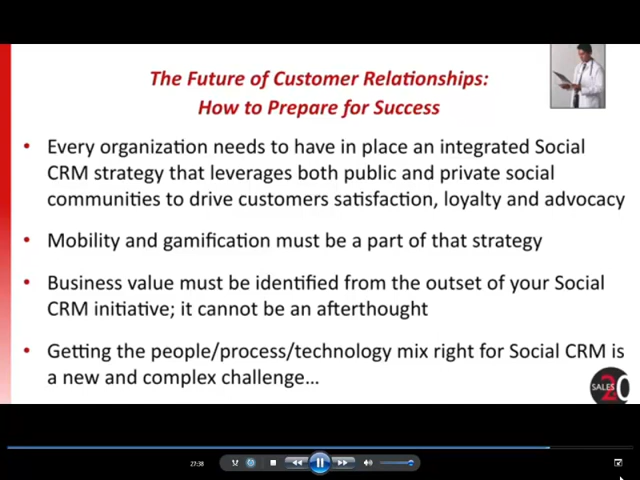 The Future of Customer Relationships:
How to Prepare for Success
• Every organization needs to have in place an integrated Social
CRM strategy that leverages both public and private social
communities to drive customers satisfaction, loyalty and advocacy
• Mobility and gamification must be a part of that strategy
• Business value must be identified from the outset of your Social
CRM initiative; it cannot be an afterthought
• Getting the people/process/technology mix right for Social CRM is
a new and complex challenge…
SALES 2.0
27:38